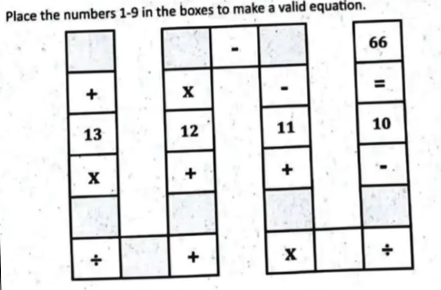 Place the numbers 1-9 in the boxes to make a valid equation.
- 66
+ x - =
13 12 11 10
x + + -
÷ + x ÷